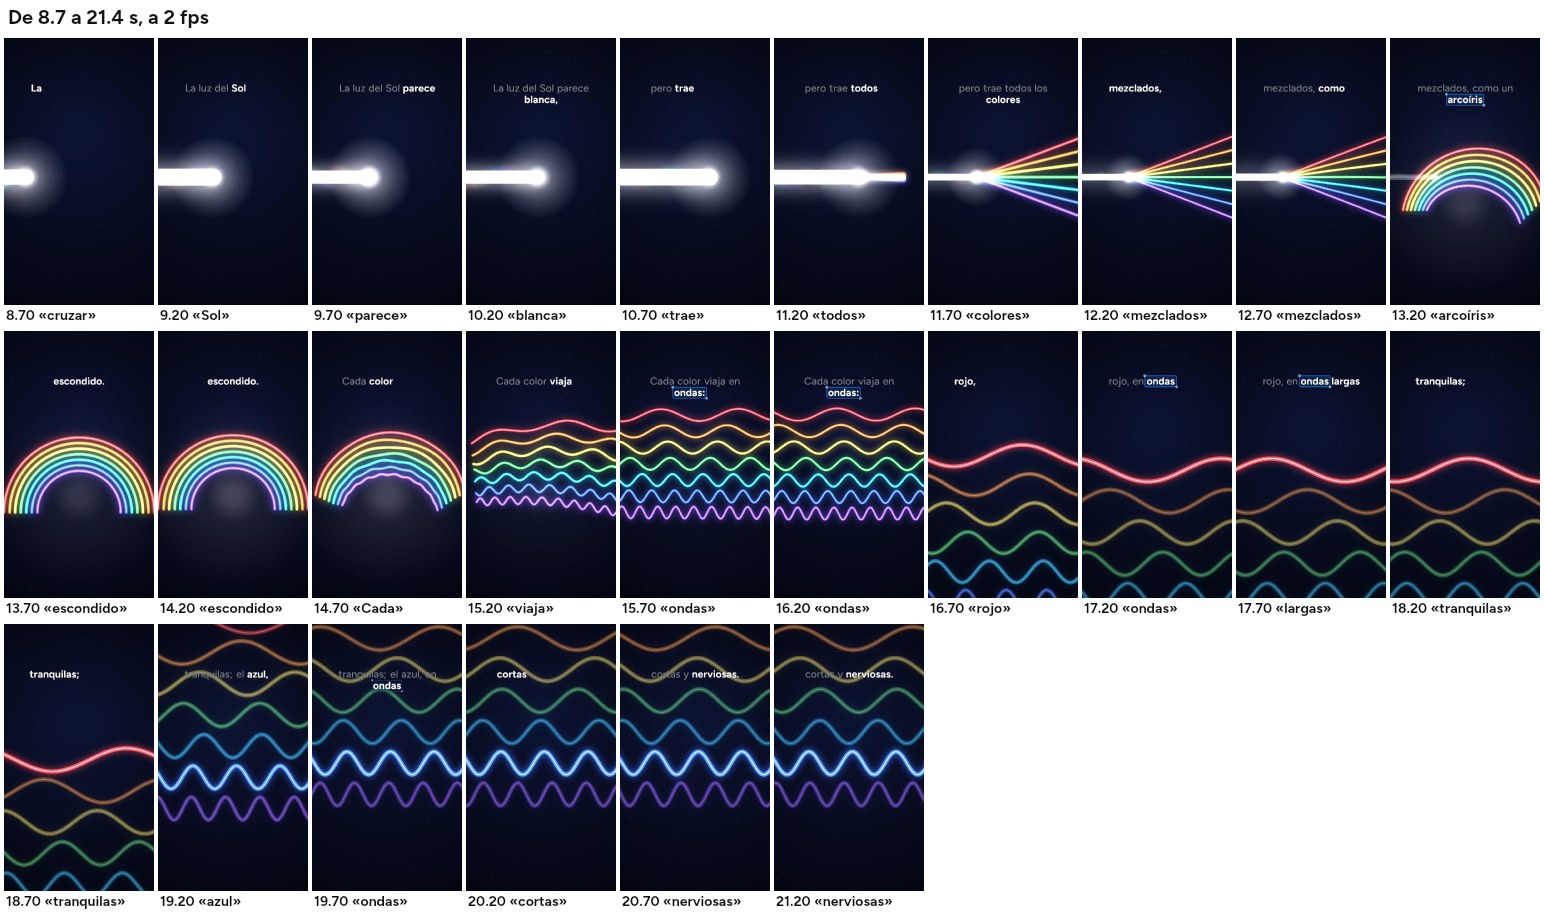 De 8.7 a 21.4 s, a 2 fps
La
La luz del Sol
La luz del Sol parece
La luz del Sol parece
blanca,
pero trae
pero trae todos
pero trae todos los
colores
mezclados,
mezclados, como
mezclados, como un
arcoíris
8.70 «cruzar»
9.20 «Sol»
9.70 «parece»
10.20 «blanca»
10.70 «trae»
11.20 «todos»
11.70 «colores»
12.20 «mezclados»
12.70 «mezclados»
13.20 «arcoíris»
escondido.
escondido.
Cada color
Cada color viaja
Cada color viaja en
ondas:
Cada color viaja en
ondas:
rojo,
rojo, en ondas
rojo, en ondas largas
tranquilas;
13.70 «escondido»
14.20 «escondido»
14.70 «Cada»
15.20 «viaja»
15.70 «ondas»
16.20 «ondas»
16.70 «rojo»
17.20 «ondas»
17.70 «largas»
18.20 «tranquilas»
tranquilas;
tranquilas; el azul,
tranquilas; el azul, en
ondas
cortas
cortas y nerviosas.
cortas y nerviosas.
18.70 «tranquilas»
19.20 «azul»
19.70 «ondas»
20.20 «cortas»
20.70 «nerviosas»
21.20 «nerviosas»